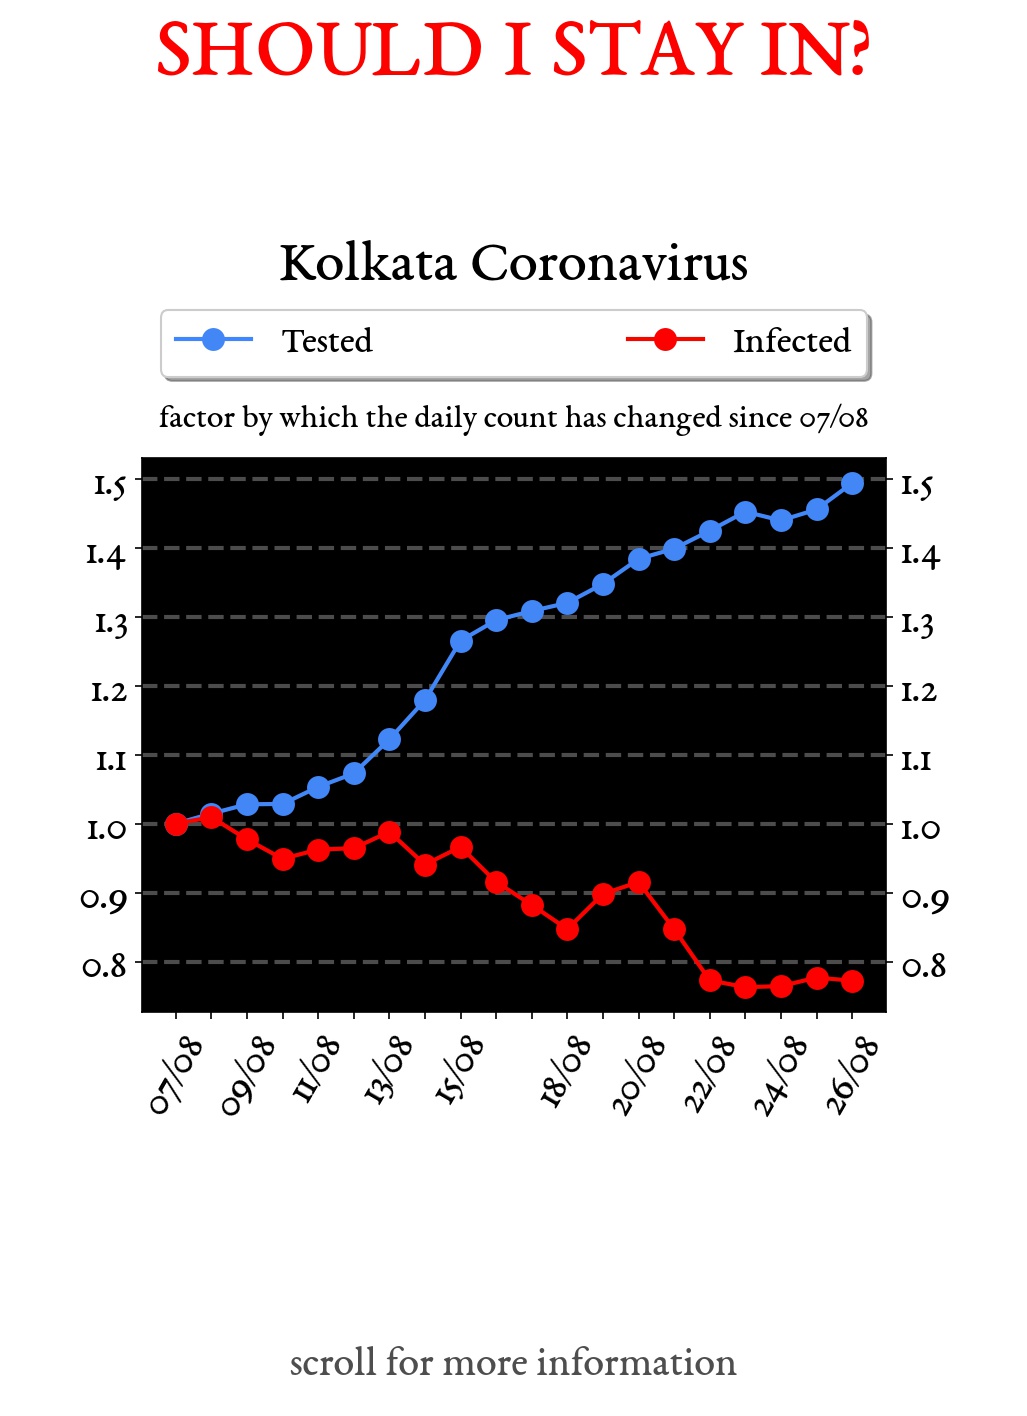 SHOULD I STAY IN?
Kolkata Coronavirus
Tested Infected
factor by which the daily count has changed since 07/08
1.5 1.5
1.4 1.4
1.3 1.3
1.2 1.2
1.1 1.1
1.0 1.0
0.9 0.9
0.8 0.8
07/08 09/08 11/08 13/08 15/08 18/08 20/08 22/08 24/08 26/08
scroll for more information